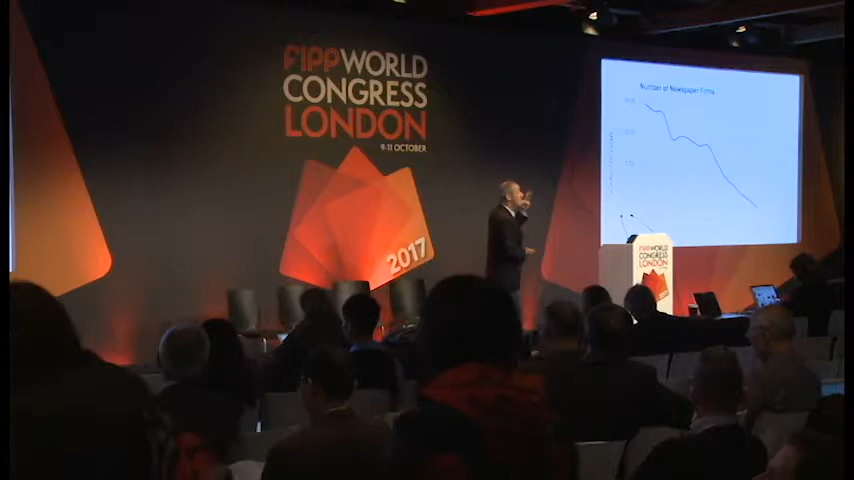 FIPP WORLD
CONGRESS
LONDON
9-11 OCTOBER
2017
Number of Newspaper Firms
FIPP WORLD
CONGRESS
LONDON